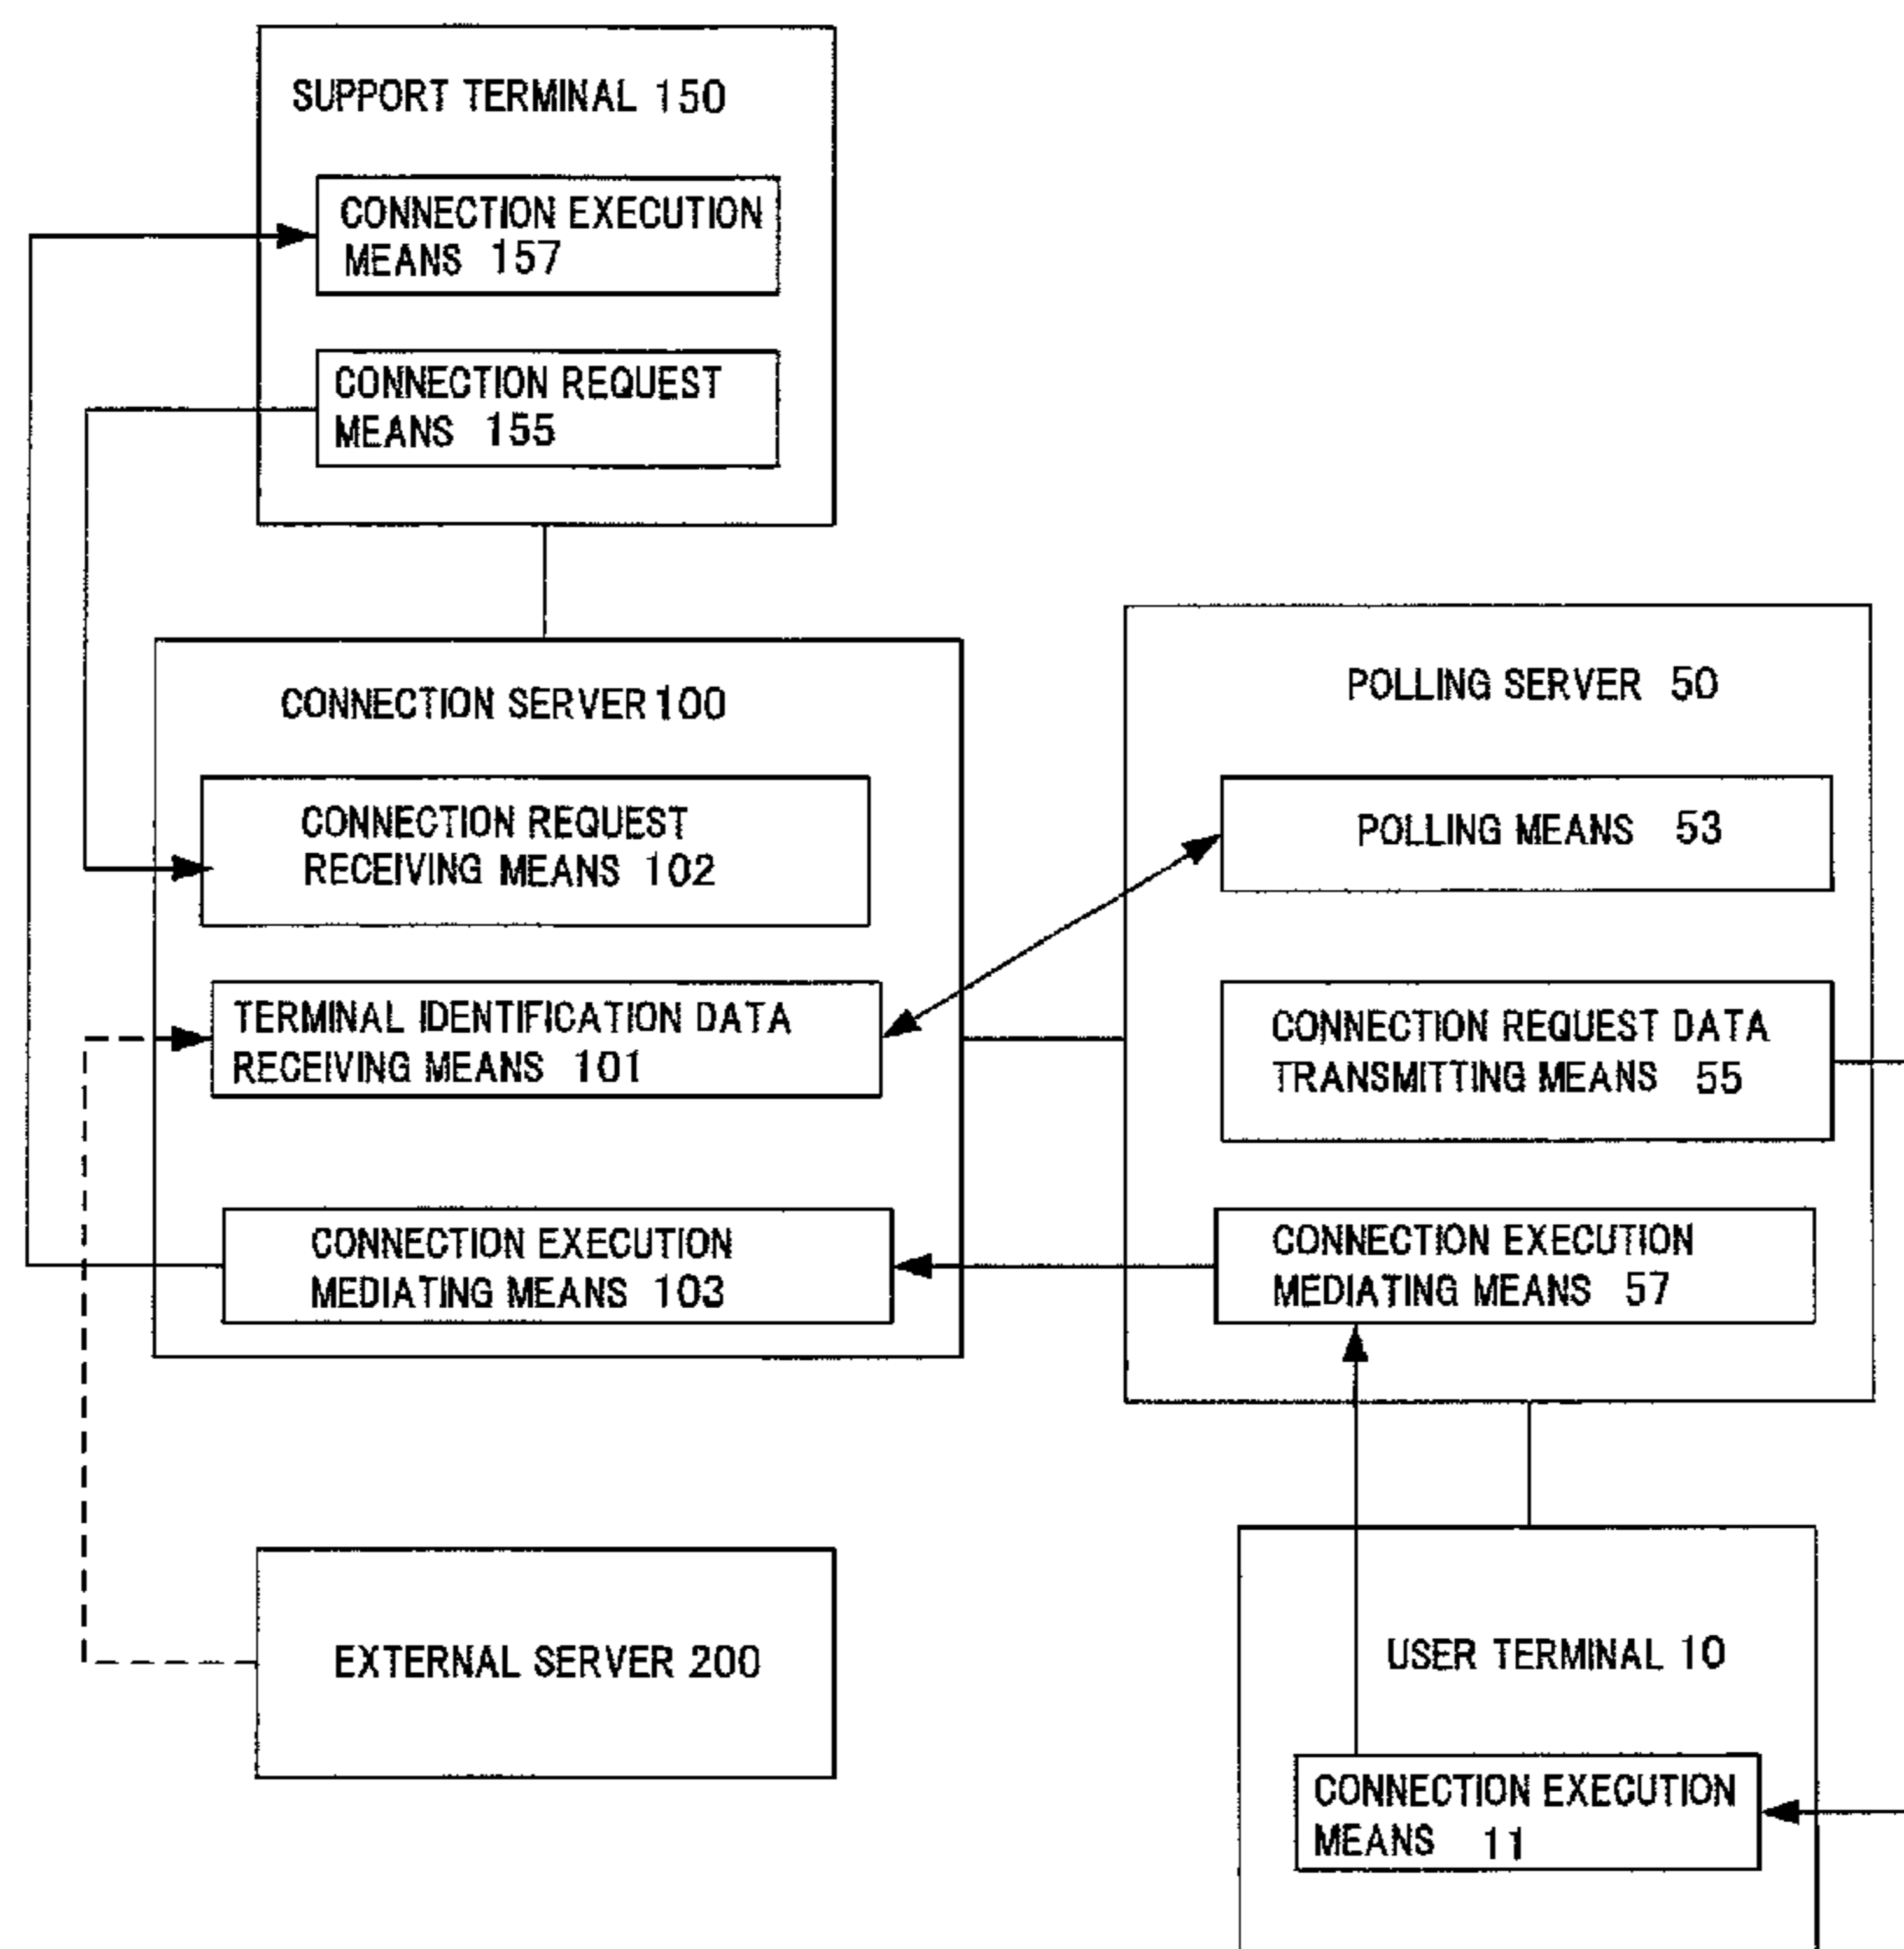 SUPPORT TERMINAL 150
CONNECTION EXECUTION
MEANS 157
CONNECTION REQUEST
MEANS 155
CONNECTION SERVER 100
CONNECTION REQUEST
RECEIVING MEANS 102
TERMINAL IDENTIFICATION DATA
RECEIVING MEANS 101
CONNECTION EXECUTION
MEDIATING MEANS 103
POLLING SERVER 50
POLLING MEANS 53
CONNECTION REQUEST DATA
TRANSMITTING MEANS 55
CONNECTION EXECUTION
MEDIATING MEANS 57
EXTERNAL SERVER 200
USER TERMINAL 10
CONNECTION EXECUTION
MEANS 11